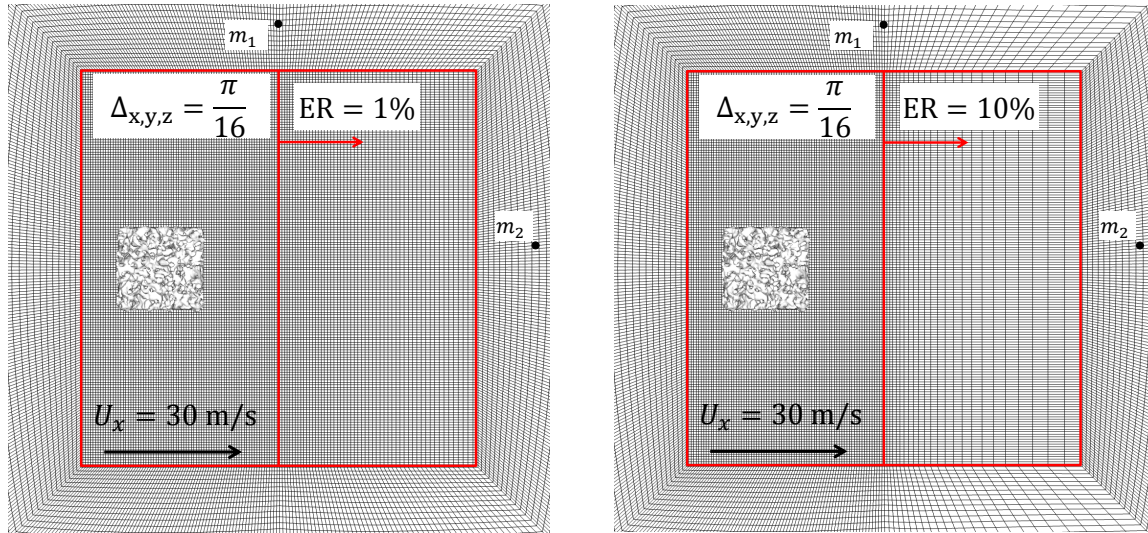 m₁
Δx,y,z = π/16
ER = 1%
m₂
Uₓ = 30 m/s
m₁
Δx,y,z = π/16
ER = 10%
m₂
Uₓ = 30 m/s